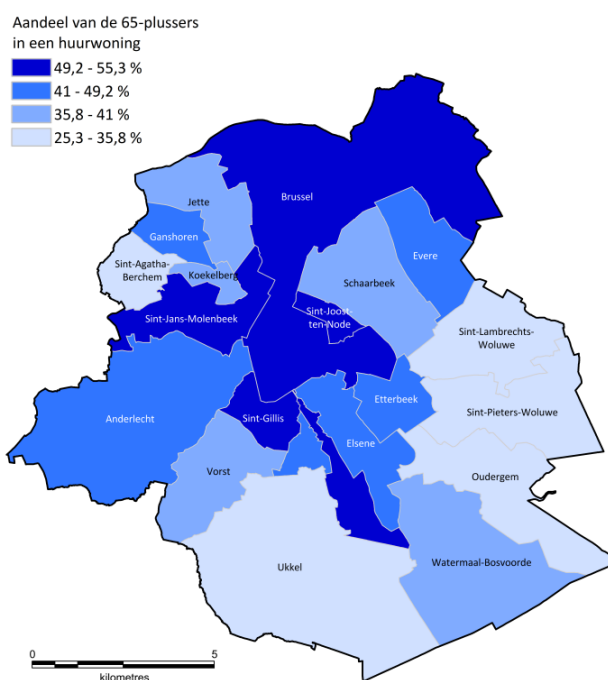 Aandeel van de 65-plussers
in een huurwoning
49,2 - 55,3 %
41 - 49,2 %
35,8 - 41 %
25,3 - 35,8 %
Jette
Brussel
Ganshoren
Evere
Sint-Agatha-
Berchem
Koekelberg
Schaarbeek
Sint-Jans-Molenbeek
Sint-Joost-
ten-Node
Sint-Lambrechts-
Woluwe
Anderlecht
Sint-Gillis
Etterbeek
Sint-Pieters-Woluwe
Elsene
Vorst
Oudergem
Ukkel
Watermaal-Bosvoorde
0
5
kilometres